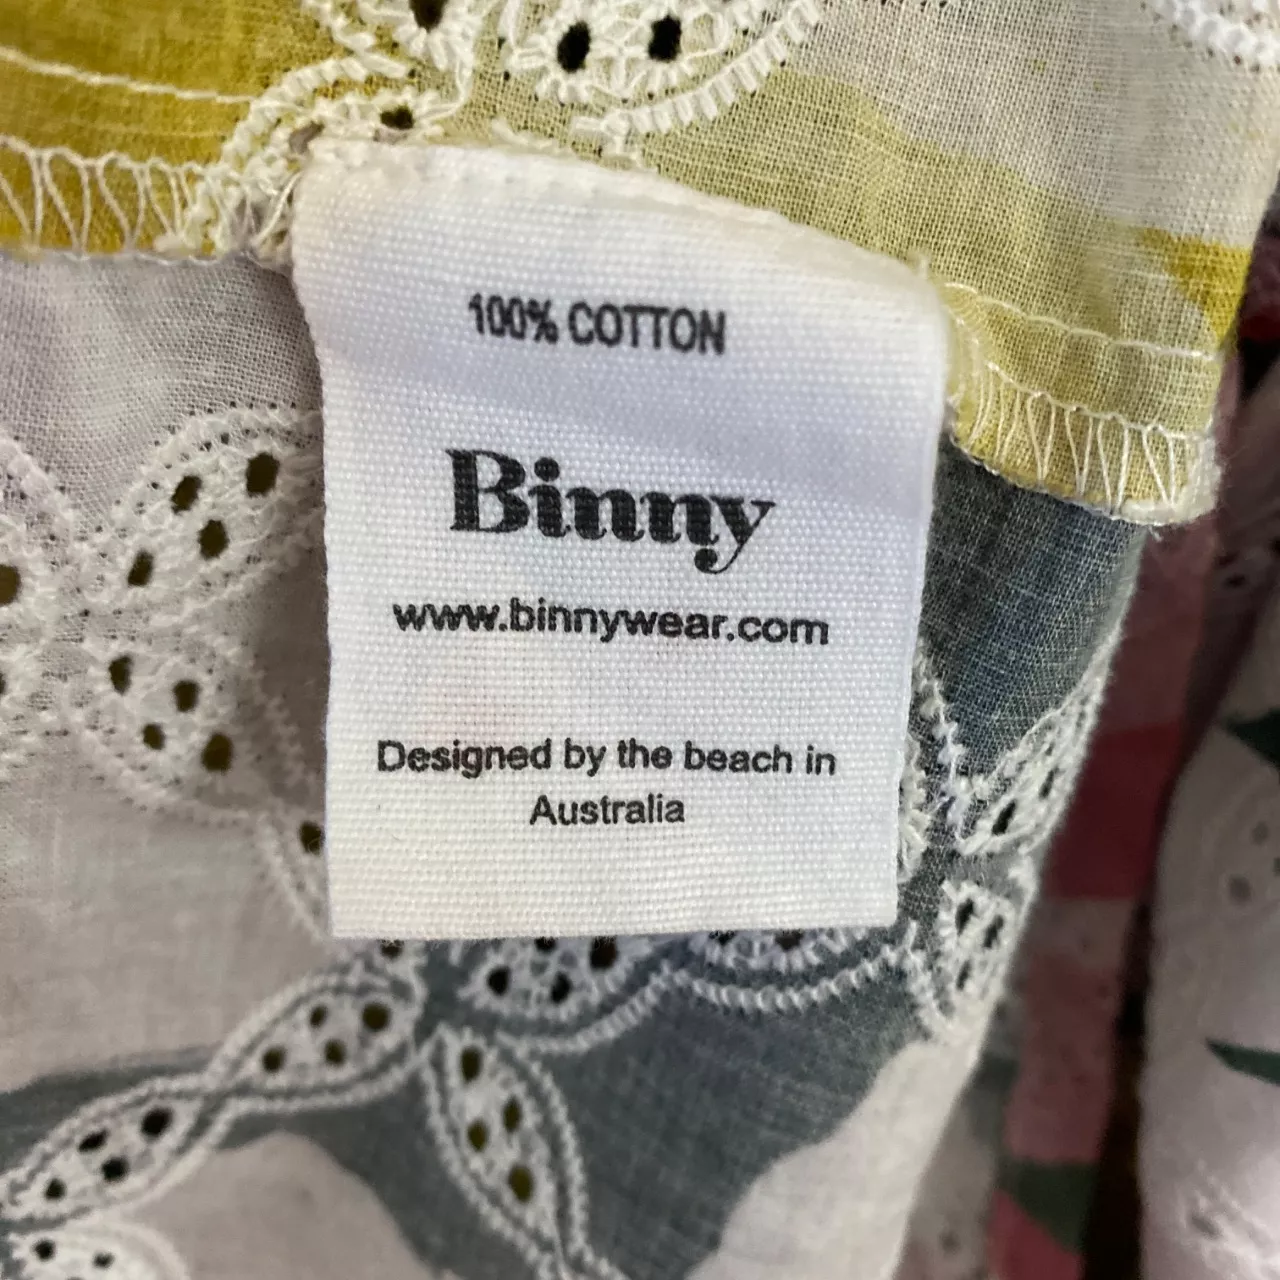 100% COTTON
Binny
www.binnywear.com
Designed by the beach in
Australia